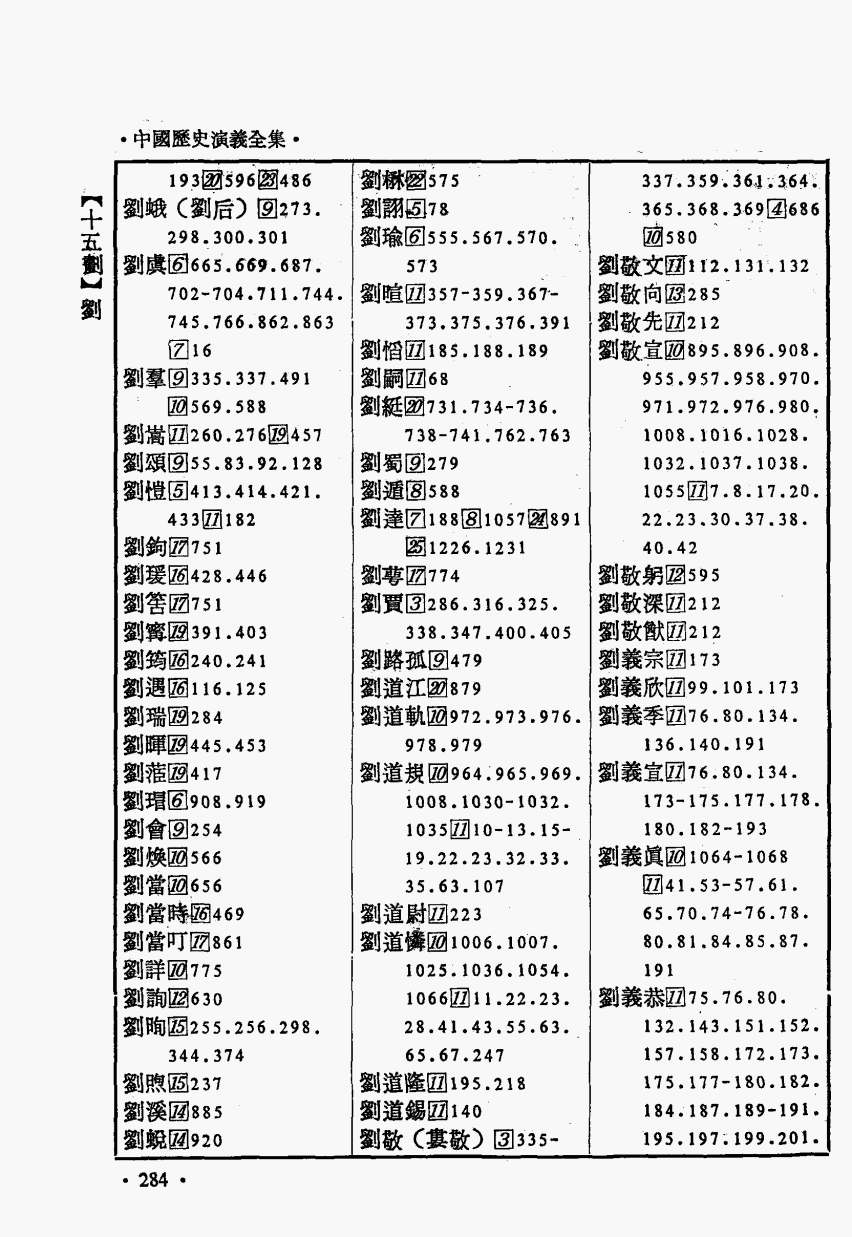 ·中國歷史演義全集·
【十五劃】劉
193[20]596[23]486
劉娥（劉后）[9]273.
298.300.301
劉虞[6]665.669.687.
702-704.711.744.
745.766.862.863
[7]16
劉羣[9]335.337.491
[10]569.588
劉嵩[11]260.276[19]457
劉頌[9]55.83.92.128
劉愷[5]413.414.421.
433[11]182
劉鉤[17]751
劉瑗[16]428.446
劉筶[17]751
劉寗[19]391.403
劉筠[16]240.241
劉遇[16]116.125
劉瑞[19]284
劉暉[19]445.453
劉蒞[19]417
劉瑁[6]908.919
劉會[9]254
劉煥[10]566
劉當[10]656
劉當時[16]469
劉當可[17]861
劉詳[10]775
劉詢[12]630
劉晌[15]255.256.298.
344.374
劉煦[15]237
劉溪[14]885
劉蛻[14]920
劉楙[22]575
劉詡[5]78
劉瑜[6]555.567.570.
573
劉暄[11]357-359.367-
373.375.376.391
劉慆[11]185.188.189
劉嗣[11]68
劉綎[20]731.734-736.
738-741.762.763
劉蜀[9]279
劉遁[8]588
劉達[7]188[8]1057[24]891
[25]1226.1231
劉蓴[17]774
劉賈[3]286.316.325.
338.347.400.405
劉路孤[9]479
劉道江[20]879
劉道軌[10]972.973.976.
978.979
劉道規[10]964.965.969.
1008.1030-1032.
1035[11]10-13.15-
19.22.23.32.33.
35.63.107
劉道尉[11]223
劉道憐[10]1006.1007.
1025.1036.1054.
1066[11]11.22.23.
28.41.43.55.63.
65.67.247
劉道隆[11]195.218
劉道錫[11]140
劉敬（婁敬）[3]335-
337.359.361.364.
365.368.369[4]686
[10]580
劉敬文[11]112.131.132
劉敬向[13]285
劉敬先[11]212
劉敬宣[10]895.896.908.
955.957.958.970.
971.972.976.980.
1008.1016.1028.
1032.1037.1038.
1055[11]7.8.17.20.
22.23.30.37.38.
40.42
劉敬躬[12]595
劉敬深[11]212
劉敬猷[11]212
劉義宗[11]173
劉義欣[11]99.101.173
劉義季[11]76.80.134.
136.140.191
劉義宣[11]76.80.134.
173-175.177.178.
180.182-193
劉義眞[10]1064-1068
[11]41.53-57.61.
65.70.74-76.78.
80.81.84.85.87.
191
劉義恭[11]75.76.80.
132.143.151.152.
157.158.172.173.
175.177-180.182.
184.187.189-191.
195.197.199.201.
·284·